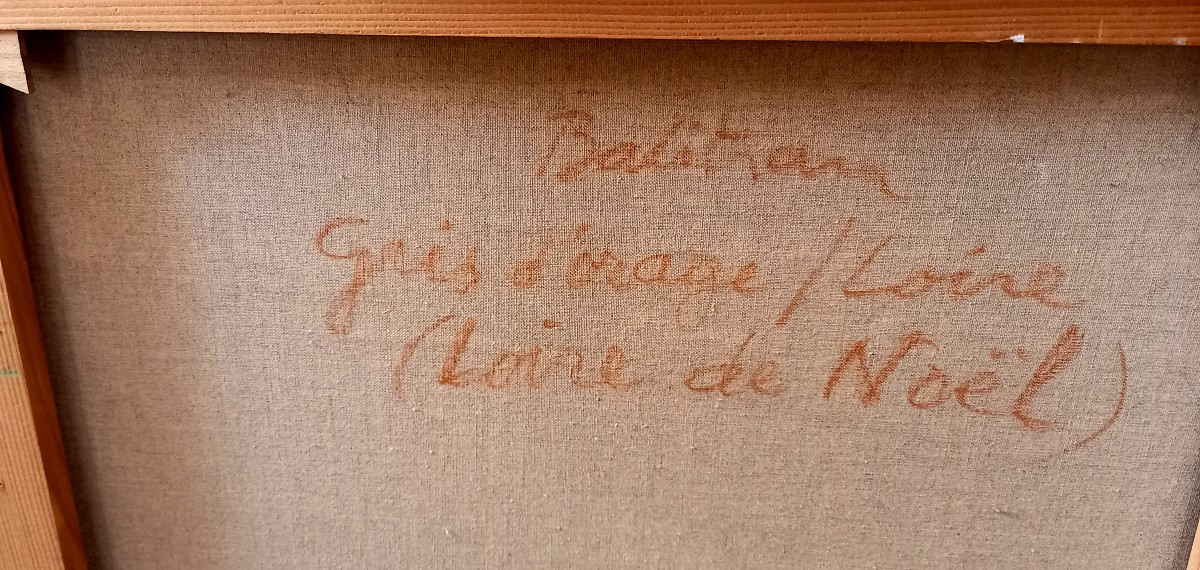 Balitran
Gris d'orage / Loire
(Loire de Noël)